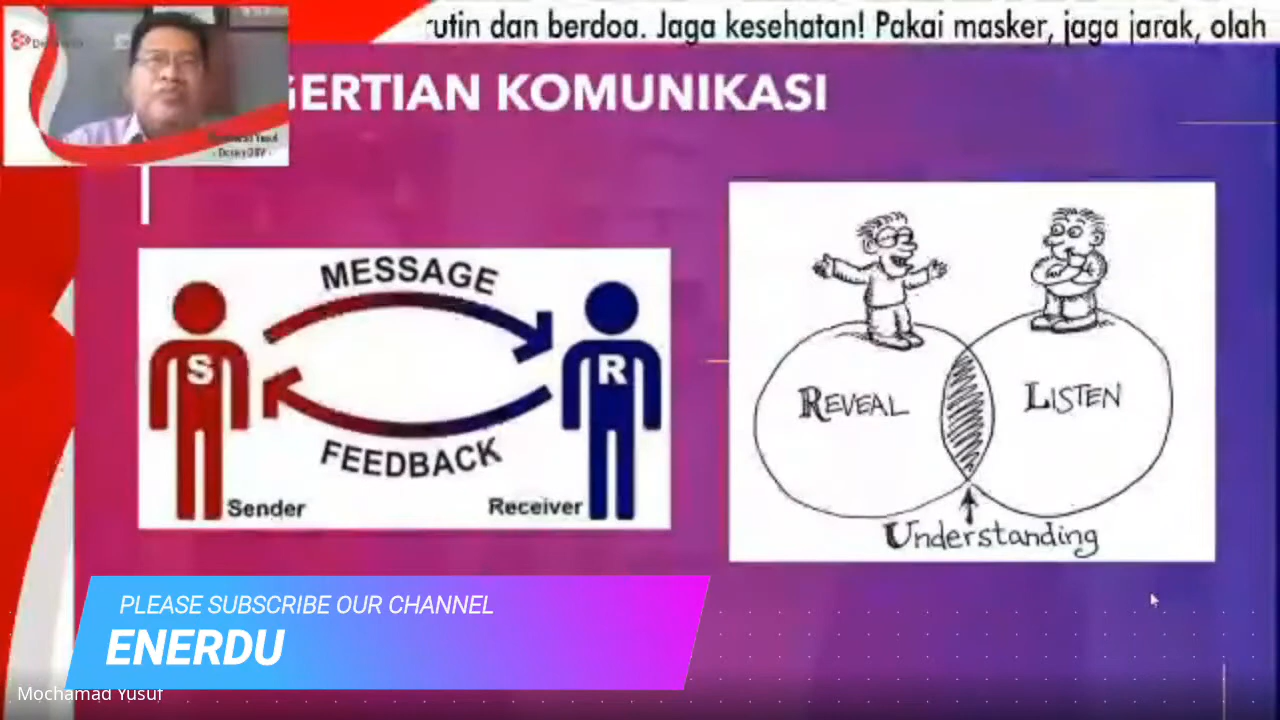 rutin dan berdoa. Jaga kesehatan! Pakai masker, jaga jarak, olah
GERTIAN KOMUNIKASI
MESSAGE
S
R
FEEDBACK
Sender
Receiver
REVEAL
LISTEN
Understanding
PLEASE SUBSCRIBE OUR CHANNEL
ENERDU
Mochamad Yusuf